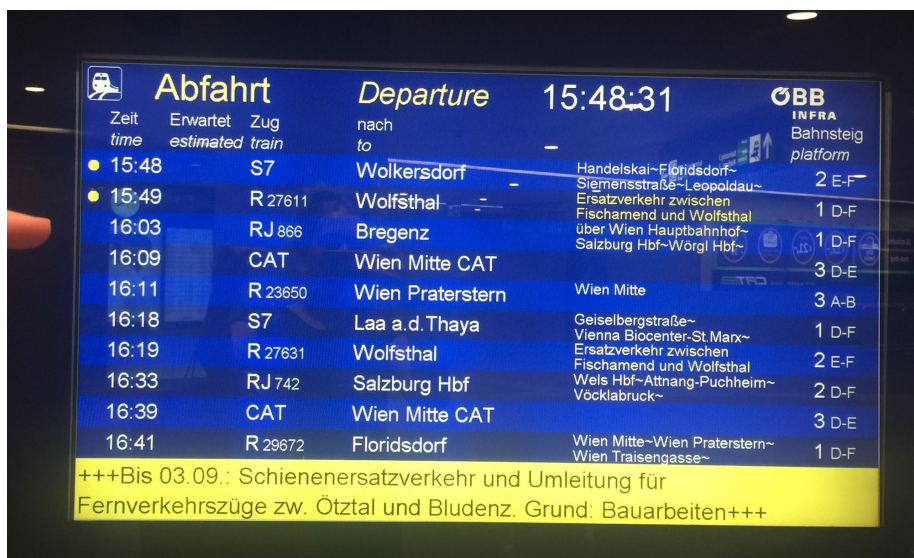 Abfahrt Departure 15:48:31 ÖBB
INFRA
Zeit Erwartet Zug nach Bahnsteig
time estimated train to platform
15:48 S7 Wolkersdorf Handelskai~Floridsdorf~ 2 E-F
Siemensstraße~Leopoldau~
15:49 R 27611 Wolfsthal Ersatzverkehr zwischen 1 D-F
Fischamend und Wolfsthal
16:03 RJ 866 Bregenz über Wien Hauptbahnhof~ 1 D-F
Salzburg Hbf~Wörgl Hbf~
16:09 CAT Wien Mitte CAT 3 D-E
16:11 R 23650 Wien Praterstern Wien Mitte 3 A-B
16:18 S7 Laa a.d.Thaya Geiselbergstraße~ 1 D-F
Vienna Biocenter-St.Marx~
16:19 R 27631 Wolfsthal Ersatzverkehr zwischen 2 E-F
Fischamend und Wolfsthal
16:33 RJ 742 Salzburg Hbf Wels Hbf~Attnang-Puchheim~ 2 D-F
Vöcklabruck~
16:39 CAT Wien Mitte CAT 3 D-E
16:41 R 29672 Floridsdorf Wien Mitte~Wien Praterstern~ 1 D-F
Wien Traisengasse~
+++Bis 03.09.: Schienenersatzverkehr und Umleitung für
Fernverkehrszüge zw. Ötztal und Bludenz. Grund: Bauarbeiten+++